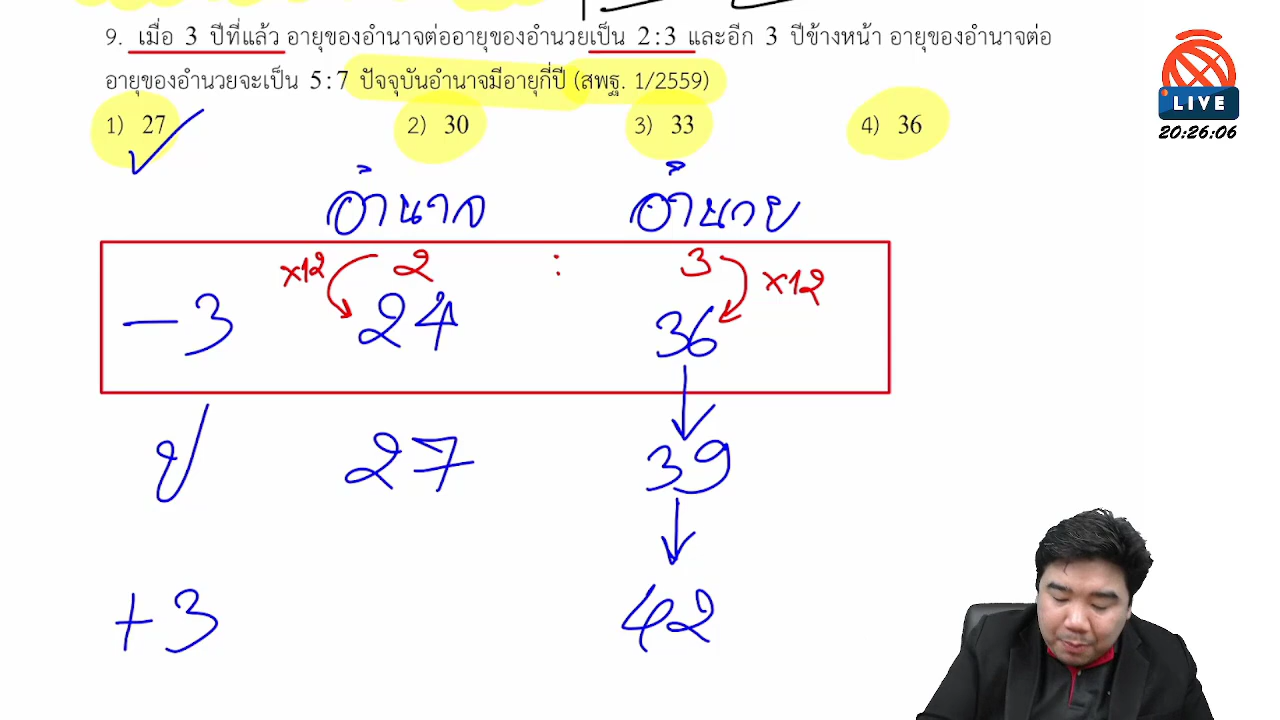 9. เมื่อ 3 ปีที่แล้ว อายุของอำนาจต่ออายุของอำนวยเป็น 2:3 และอีก 3 ปีข้างหน้า อายุของอำนาจต่อ
อายุของอำนวยจะเป็น 5:7 ปัจจุบันอำนาจมีอายุกี่ปี (สพฐ. 1/2559)
1) 27 2) 30 3) 33 4) 36
LIVE
20:26:06
อำนาจ อำนวย
×12 2 : 3 ×12
-3 24 36
ป 27 39
+3 42